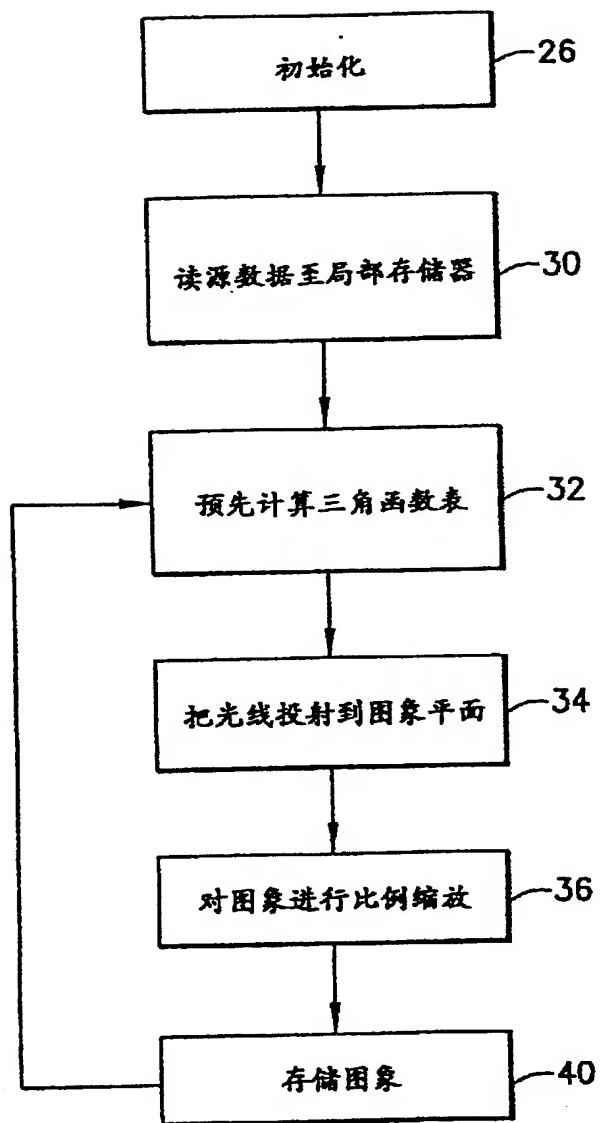 初始化
26
读源数据至局部存储器
30
预先计算三角函数表
32
把光线投射到图象平面
34
对图象进行比例缩放
36
存储图象
40